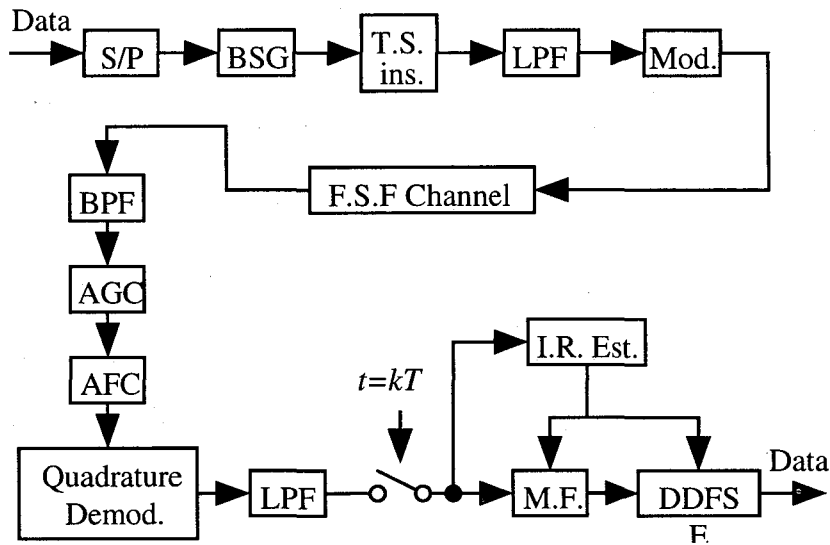 Data
S/P
BSG
T.S.
ins.
LPF
Mod.
F.S.F Channel
BPF
AGC
AFC
I.R. Est.
t=kT
Quadrature
Demod.
LPF
M.F.
DDFS
E
Data